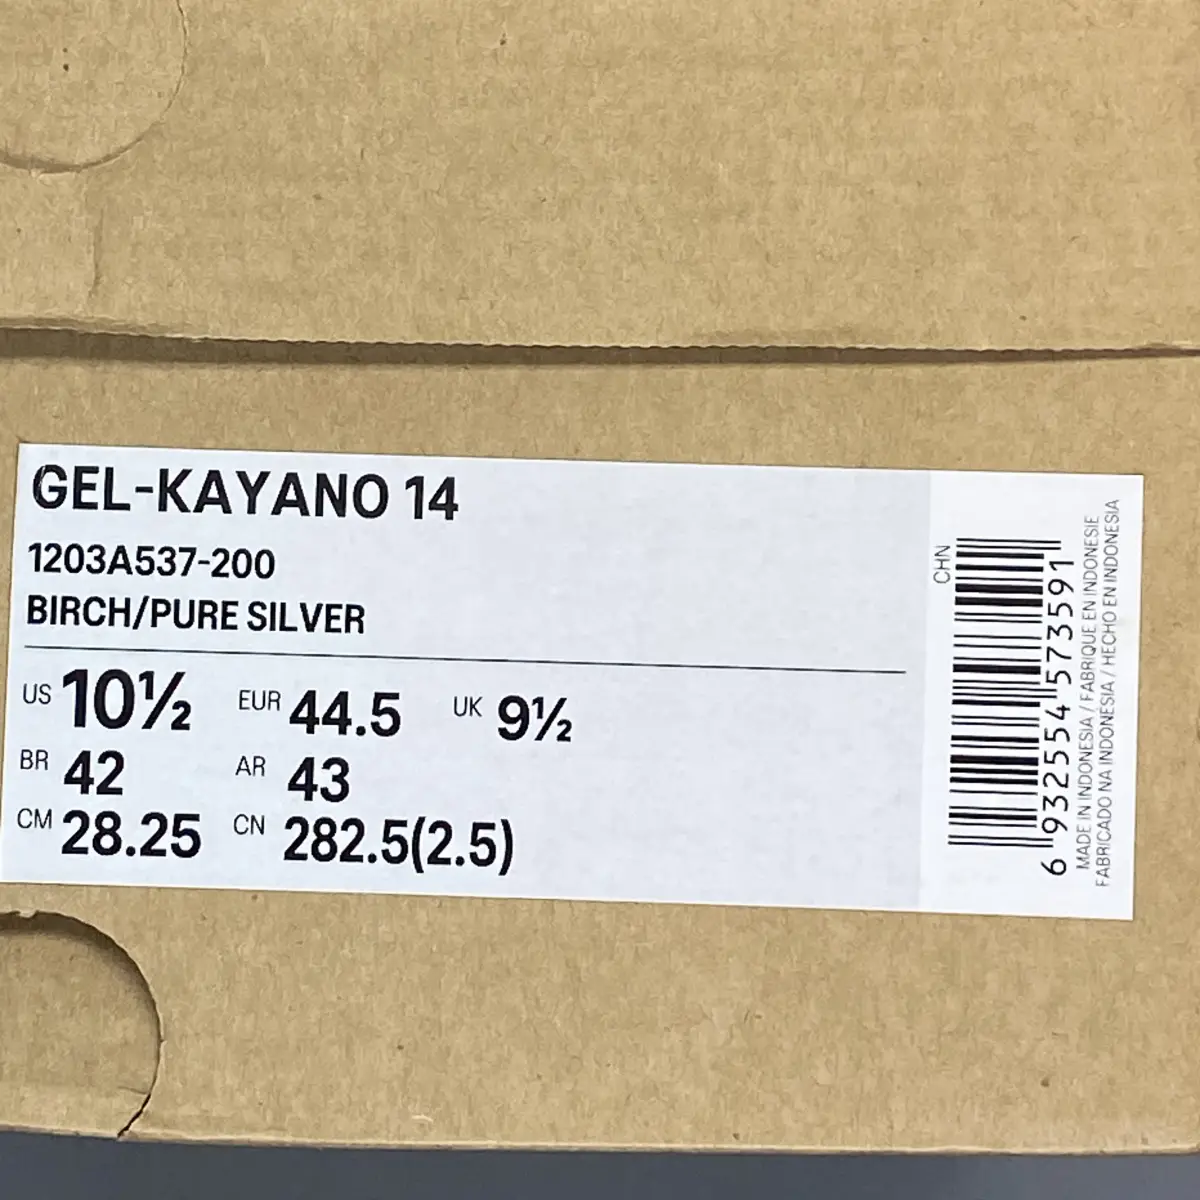 GEL-KAYANO 14
1203A537-200
BIRCH/PURE SILVER
US 10½ EUR 44.5 UK 9½
BR 42 AR 43
CM 28.25 CN 282.5(2.5)
CHN
6 932554 573591
MADE IN INDONESIA / FABRIQUE EN INDONESIE
FABRICADO NA INDONESIA / HECHO EN INDONESIA